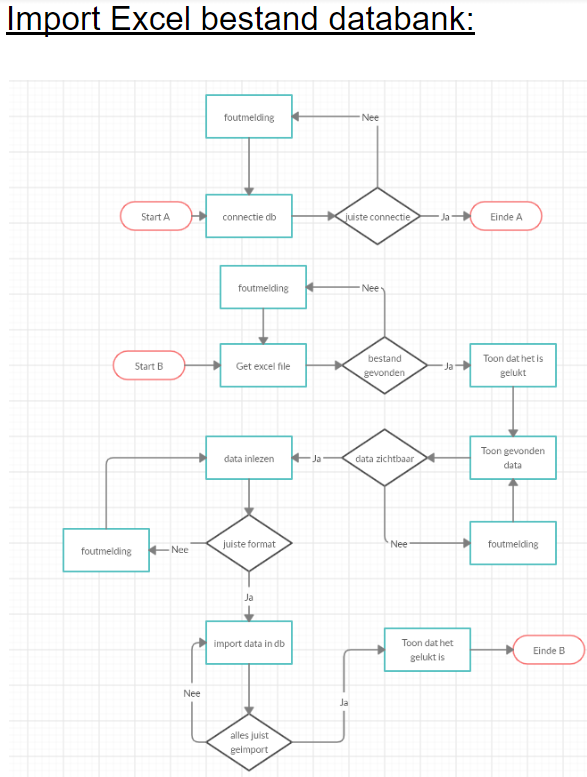 Import Excel bestand databank:
foutmelding
Nee
Start A
connectie db
juiste connectie
Ja
Einde A
foutmelding
Nee
Start B
Get excel file
bestand
gevonden
Ja
Toon dat het is
gelukt
data inlezen
Ja
data zichtbaar
Toon gevonden
data
foutmelding
Nee
juiste format
Nee
foutmelding
Ja
import data in db
Toon dat het
gelukt is
Einde B
Nee
Ja
alles juist
geimport